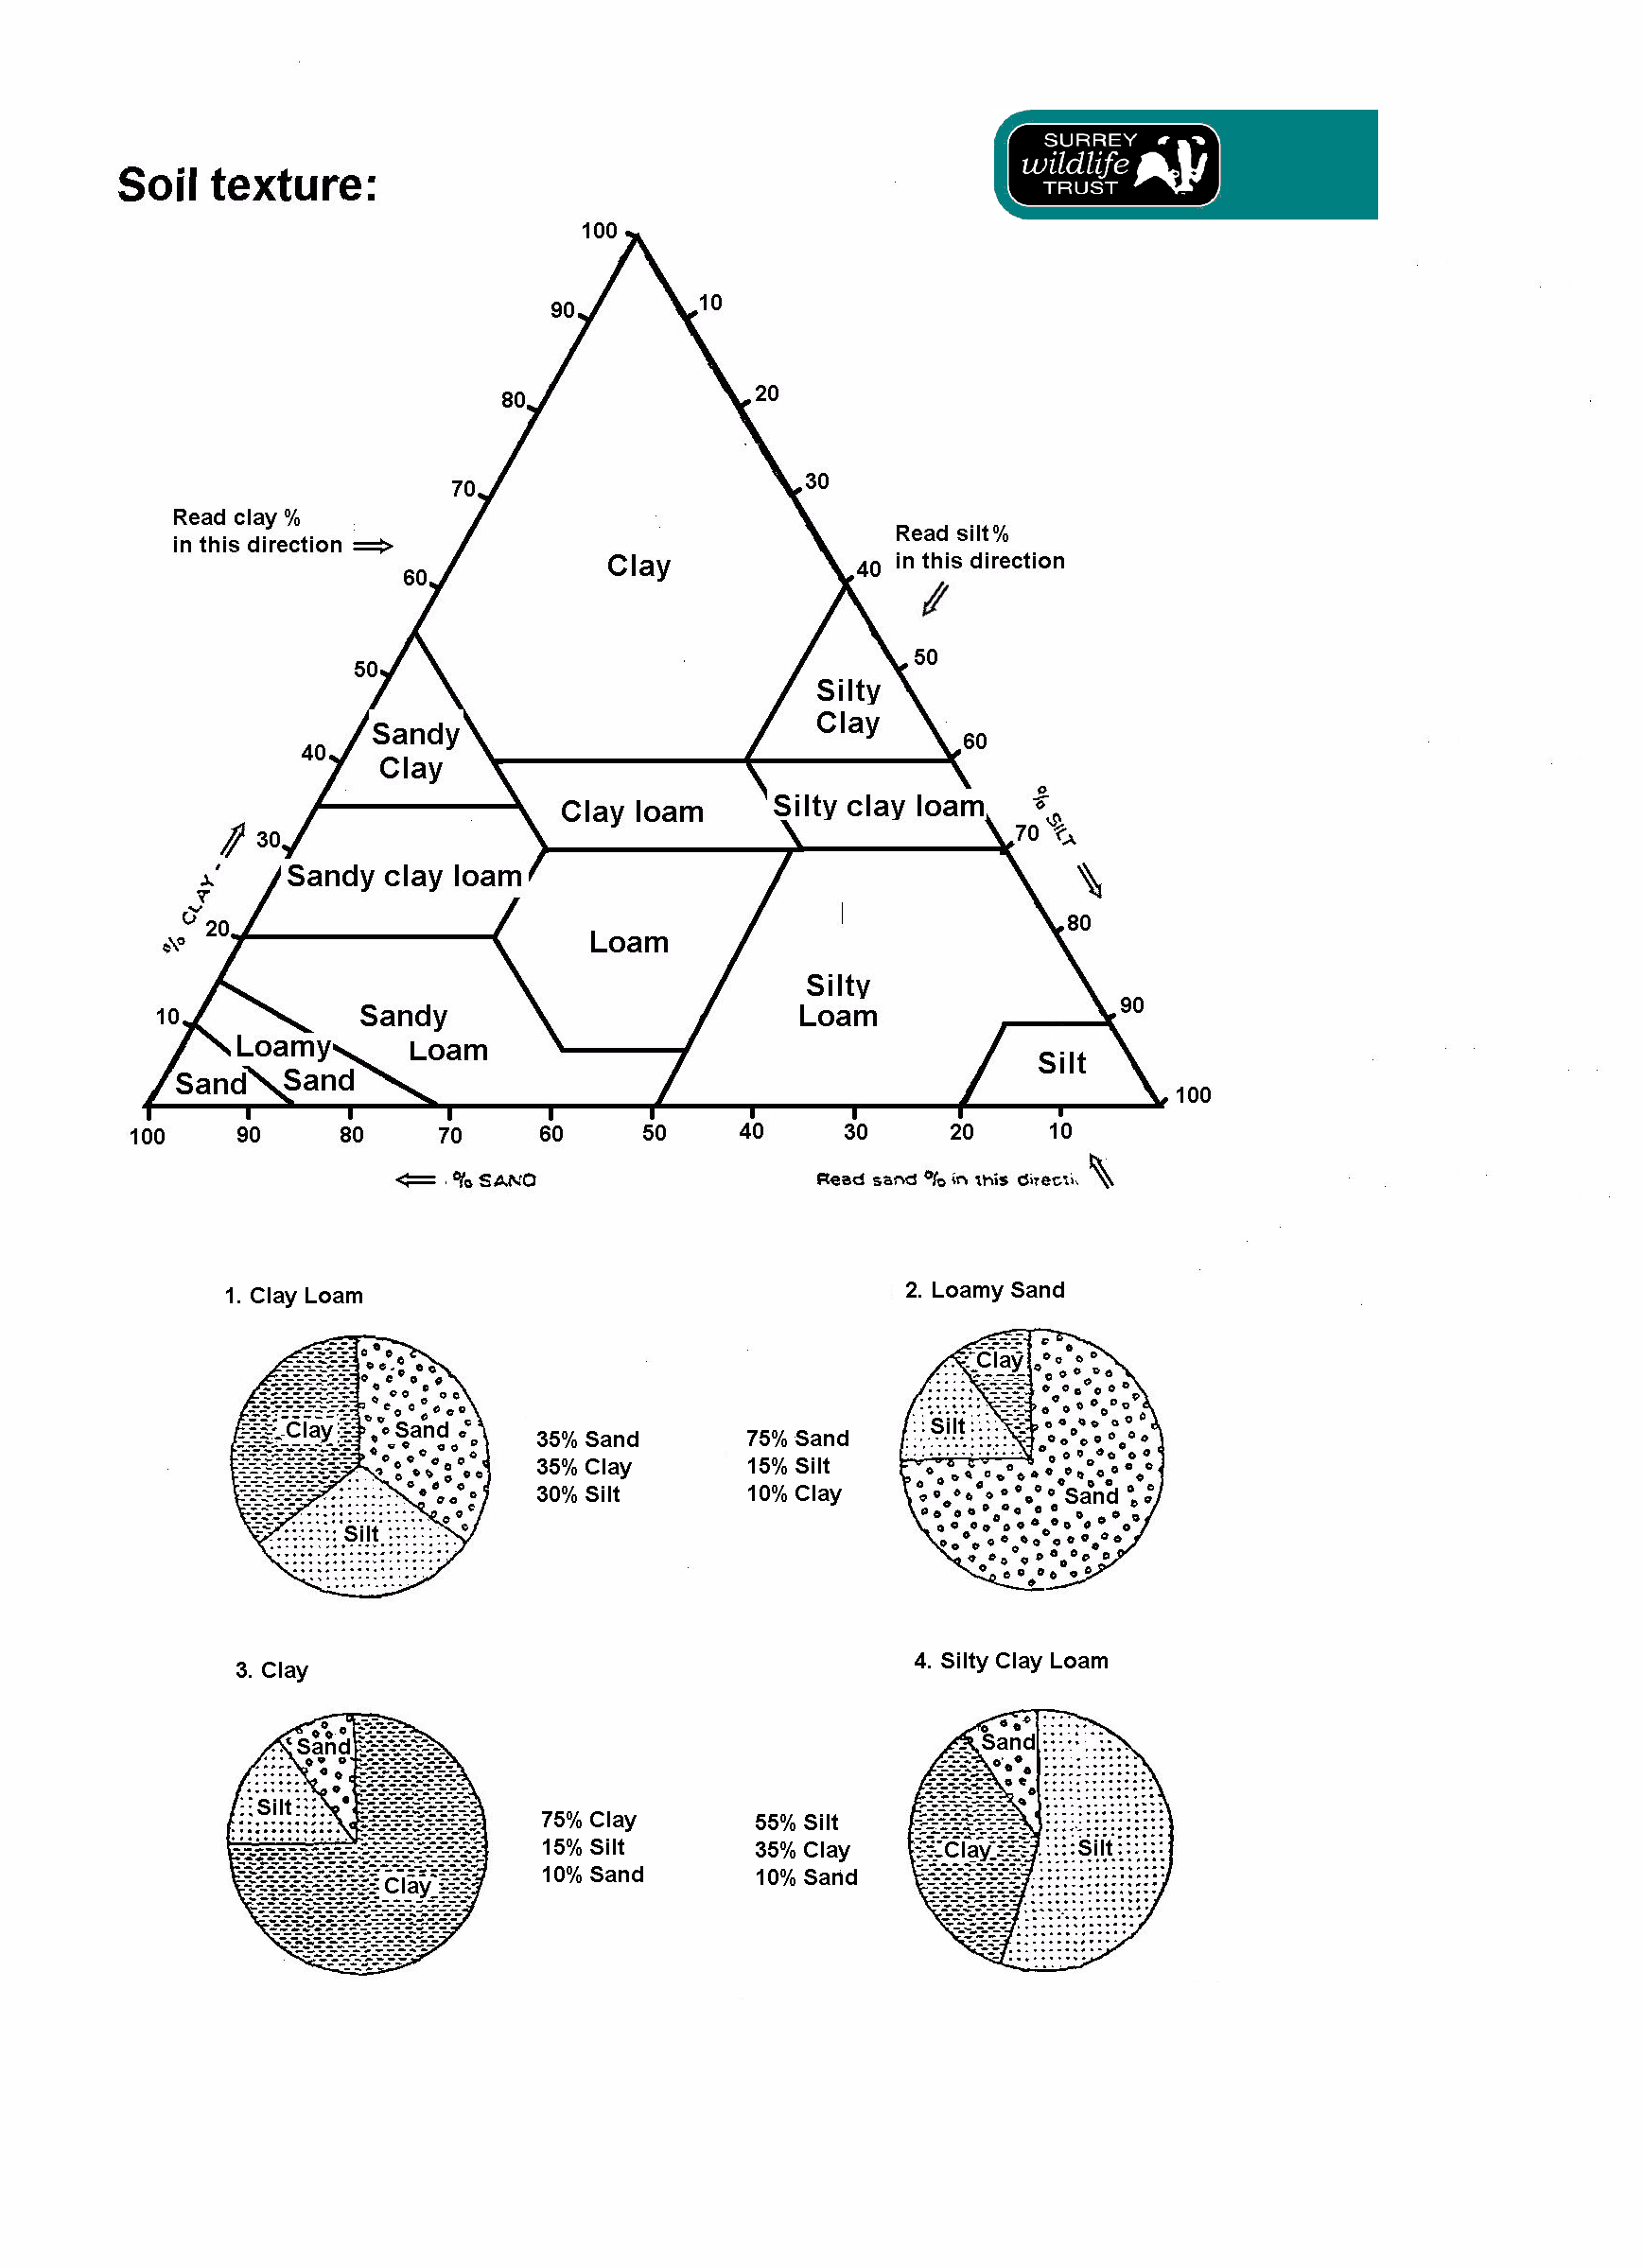 SURREY
wildlife
TRUST
Soil texture:
100
90
80
70
60
50
40
30
20
10
10
20
30
40
50
60
70
80
90
100
Read clay %
in this direction
Read silt%
in this direction
% CLAY
% SILT
Clay
Silty
Clay
Sandy
Clay
Clay loam
Silty clay loam
Sandy clay loam
Loam
Silty
Loam
Sandy
Loam
Loamy
Sand
Sand
Silt
100
90
80
70
60
50
40
30
20
10
% SAND
Read sand % in this directi
1. Clay Loam
Clay
Sand
Silt
35% Sand
35% Clay
30% Silt
2. Loamy Sand
75% Sand
15% Silt
10% Clay
Clay
Silt
Sand
3. Clay
Sand
Silt
Clay
75% Clay
15% Silt
10% Sand
4. Silty Clay Loam
55% Silt
35% Clay
10% Sand
Sand
Clay
Silt